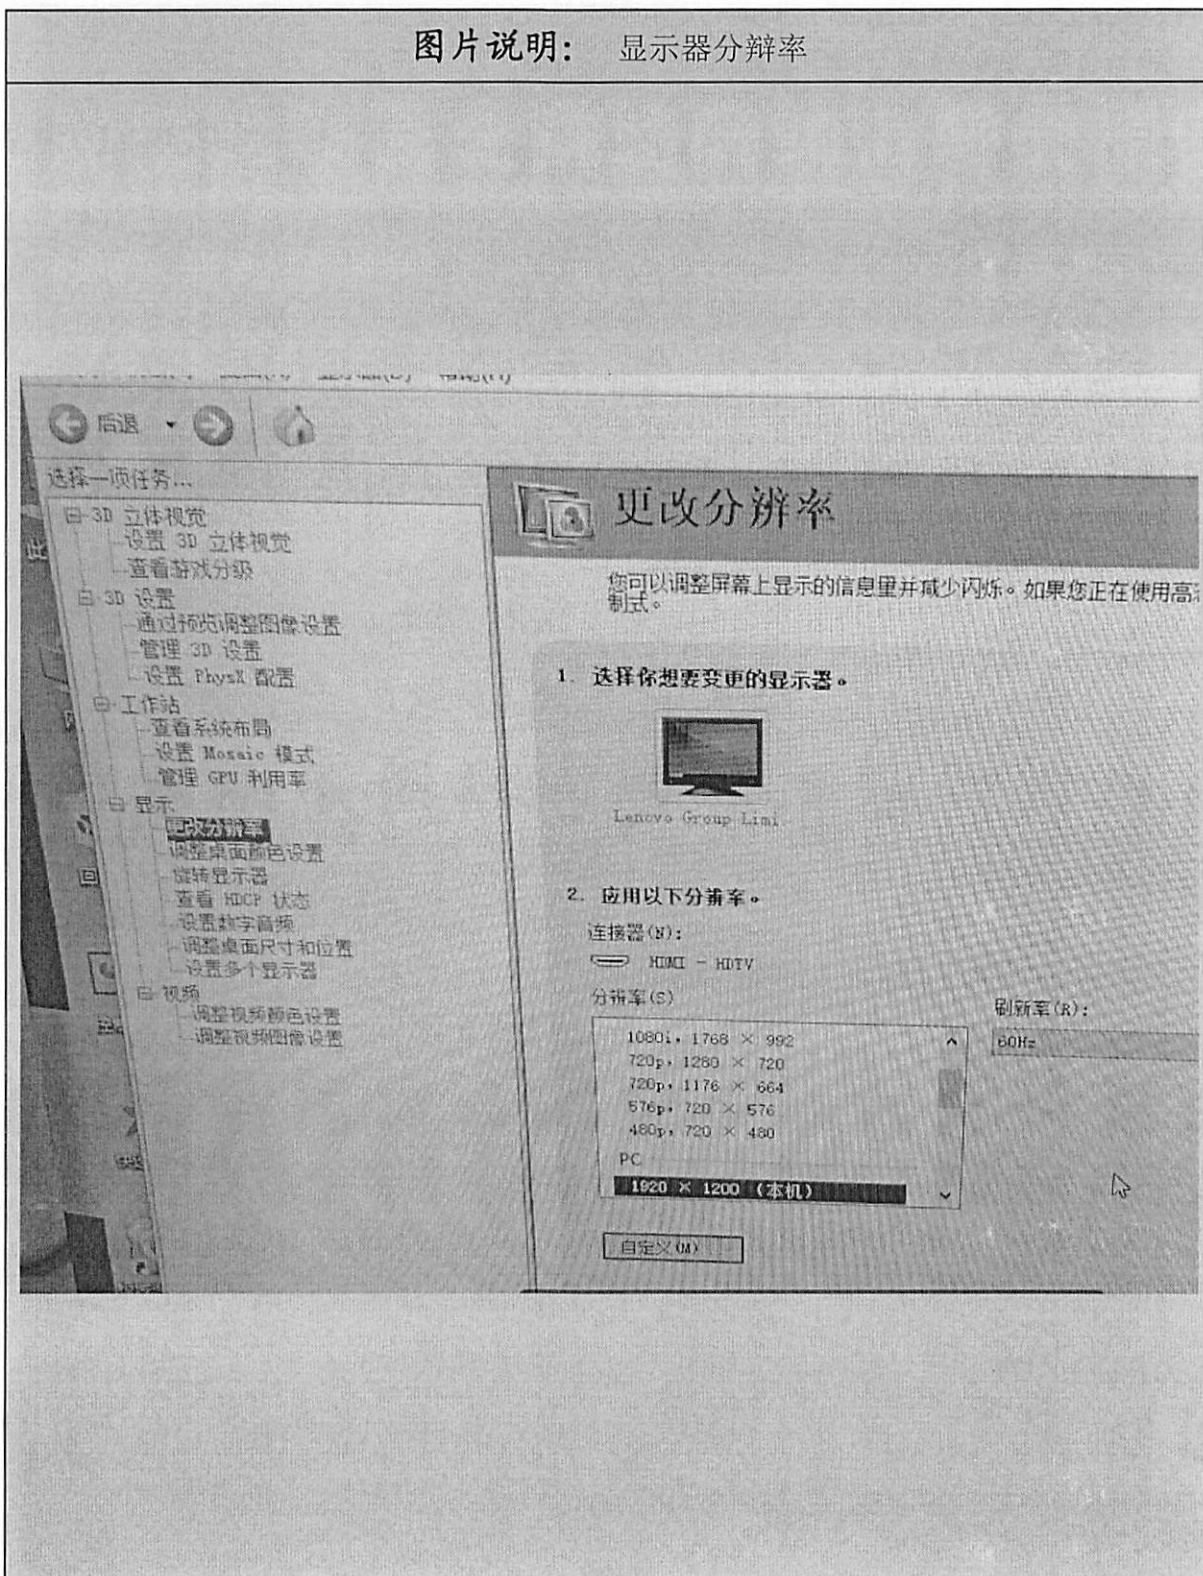 图片说明： 显示器分辩率
后退
选择一项任务...
3D 立体视觉
设置 3D 立体视觉
查看游戏分级
3D 设置
通过预览调整图像设置
管理 3D 设置
设置 PhysX 配置
工作站
查看系统布局
设置 Mosaic 模式
管理 GPU 利用率
显示
更改分辨率
调整桌面颜色设置
旋转显示器
查看 HDCP 状态
设置数字音频
调整桌面尺寸和位置
设置多个显示器
视频
调整视频颜色设置
调整视频图像设置
更改分辨率
您可以调整屏幕上显示的信息量并减少闪烁。如果您正在使用高
制式。
1. 选择你想要变更的显示器。
Lenovo Group Limi
2. 应用以下分辨率。
连接器(N)：
HDMI - HDTV
分辨率(S)
刷新率(R)：
1080i，1768 × 992
60Hz
720p，1280 × 720
720p，1176 × 664
576p，720 × 576
480p，720 × 480
PC
1920 × 1200 (本机)
自定义(M)